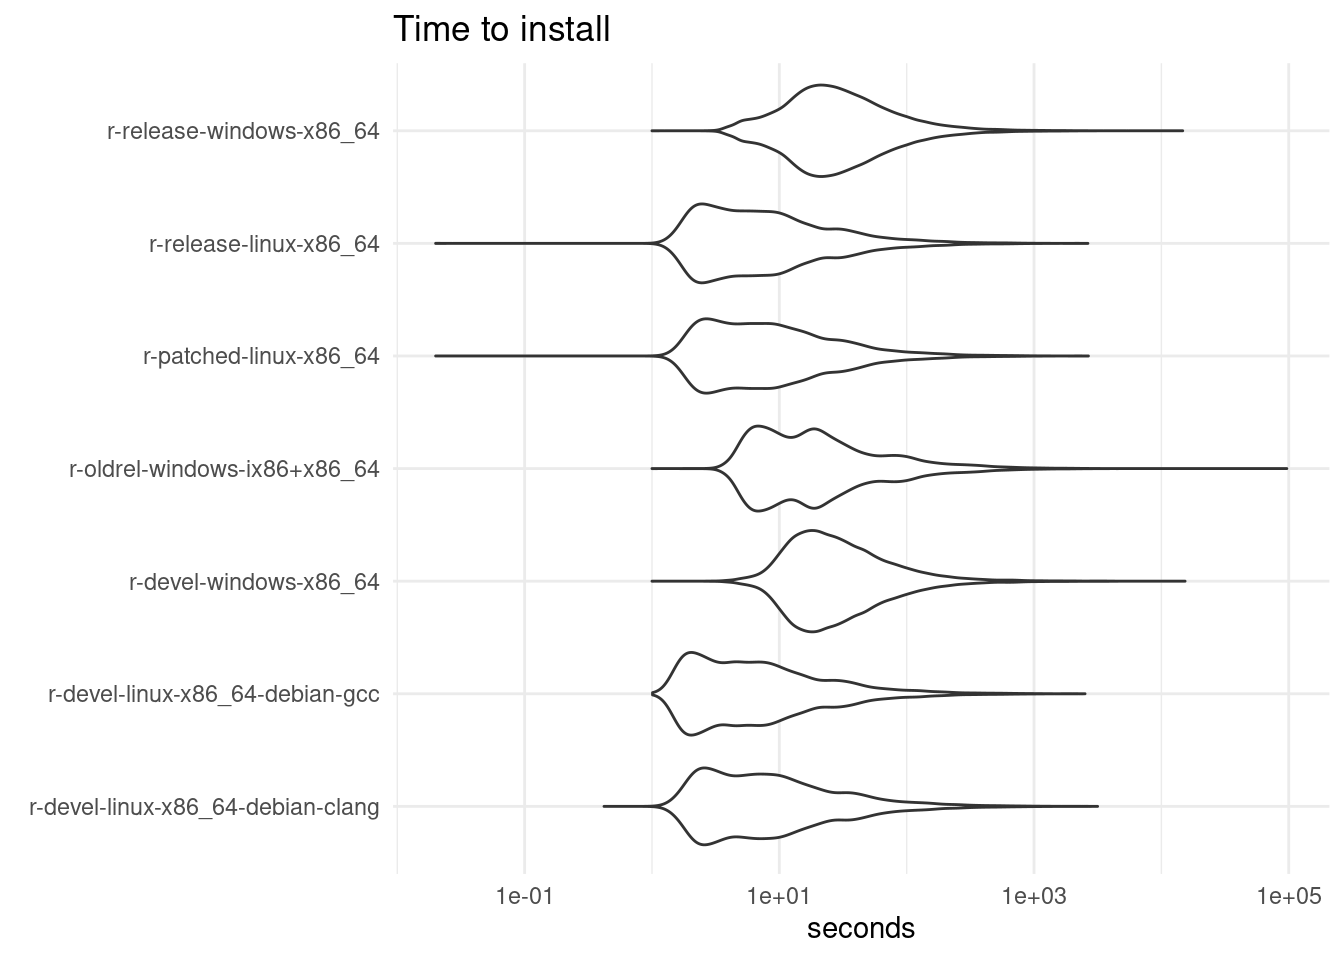 Time to install
r-release-windows-x86_64
r-release-linux-x86_64
r-patched-linux-x86_64
r-oldrel-windows-ix86+x86_64
r-devel-windows-x86_64
r-devel-linux-x86_64-debian-gcc
r-devel-linux-x86_64-debian-clang
1e-01 1e+01 1e+03 1e+05
seconds